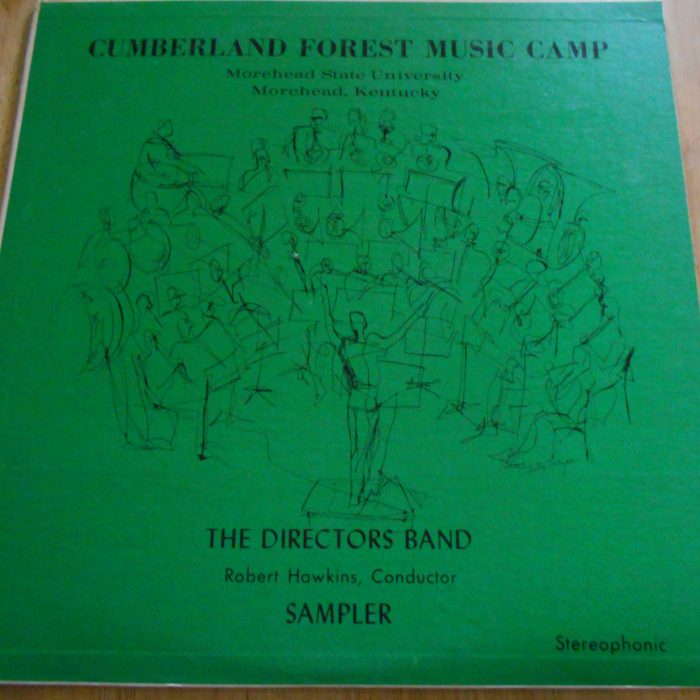 CUMBERLAND FOREST MUSIC CAMP
Morehead State University
Morehead, Kentucky
THE DIRECTORS BAND
Robert Hawkins, Conductor
SAMPLER
Stereophonic